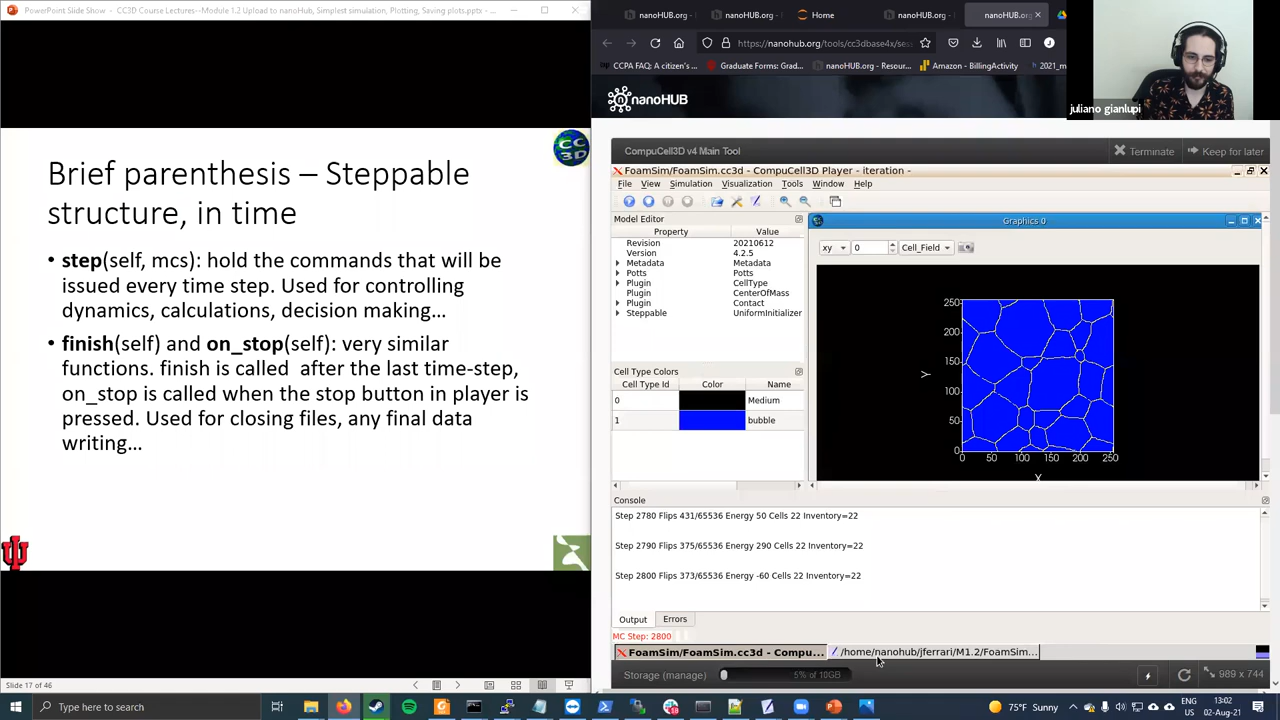 PowerPoint Slide Show - CC3D Course Lectures--Module 1.2 Upload to nanoHub, Simplest simulation, Plotting, Saving plots.pptx - ...
CC
3D
Brief parenthesis – Steppable
structure, in time
• step(self, mcs): hold the commands that will be
issued every time step. Used for controlling
dynamics, calculations, decision making…
• finish(self) and on_stop(self): very similar
functions. finish is called after the last time-step,
on_stop is called when the stop button in player is
pressed. Used for closing files, any final data
writing…
Slide 17 of 46
nanoHUB.org -
nanoHUB.org -
Home
nanoHUB.org -
nanoHUB.org -
https://nanohub.org/tools/cc3dbase4x/ses
CCPA FAQ: A citizen's ...
Graduate Forms: Grad...
nanoHUB.org - Resour...
Amazon - BillingActivity
2021_m
juliano gianlupi
nanoHUB
CompuCell3D v4 Main Tool
Terminate
Keep for later
FoamSim/FoamSim.cc3d - CompuCell3D Player - iteration -
File View Simulation Visualization Tools Window Help
Model Editor
Property Value
Revision 20210612
Version 4.2.5
Metadata Metadata
Potts Potts
Plugin CellType
Plugin CenterOfMass
Plugin Contact
Steppable UniformInitializer
Cell Type Colors
Cell Type Id Color Name
0 Medium
1 bubble
Graphics 0
xy 0 Cell_Field
250
200
150
100
50
0
Y
0 50 100 150 200 250
X
Console
Step 2780 Flips 431/65536 Energy 50 Cells 22 Inventory=22
Step 2790 Flips 375/65536 Energy 290 Cells 22 Inventory=22
Step 2800 Flips 373/65536 Energy -60 Cells 22 Inventory=22
Output Errors
MC Step: 2800
FoamSim/FoamSim.cc3d - Compu...
/home/nanohub/jferrari/M1.2/FoamSim...
Storage (manage)
5% of 10GB
989 x 744
Type here to search
75°F Sunny
ENG
US
13:02
02-Aug-21